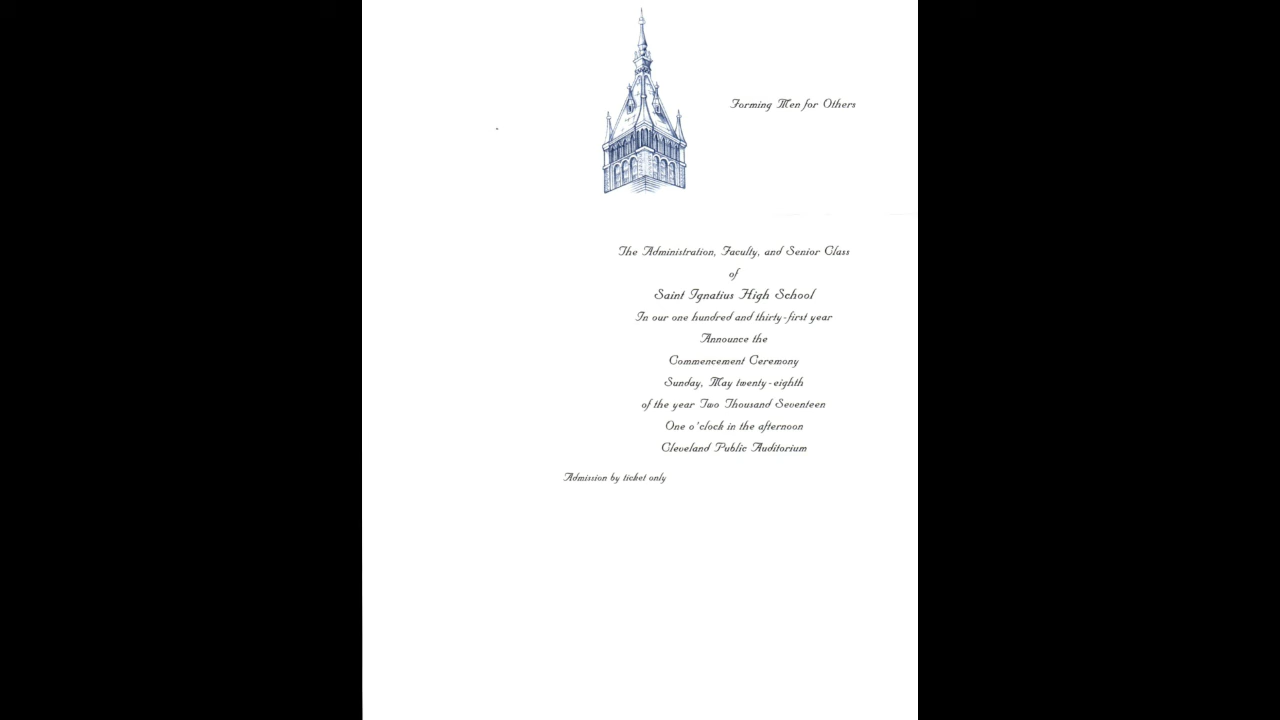 Forming Men for Others
The Administration, Faculty, and Senior Class
of
Saint Ignatius High School
In our one hundred and thirty-first year
Announce the
Commencement Ceremony
Sunday, May twenty-eighth
of the year Two Thousand Seventeen
One o'clock in the afternoon
Cleveland Public Auditorium
Admission by ticket only